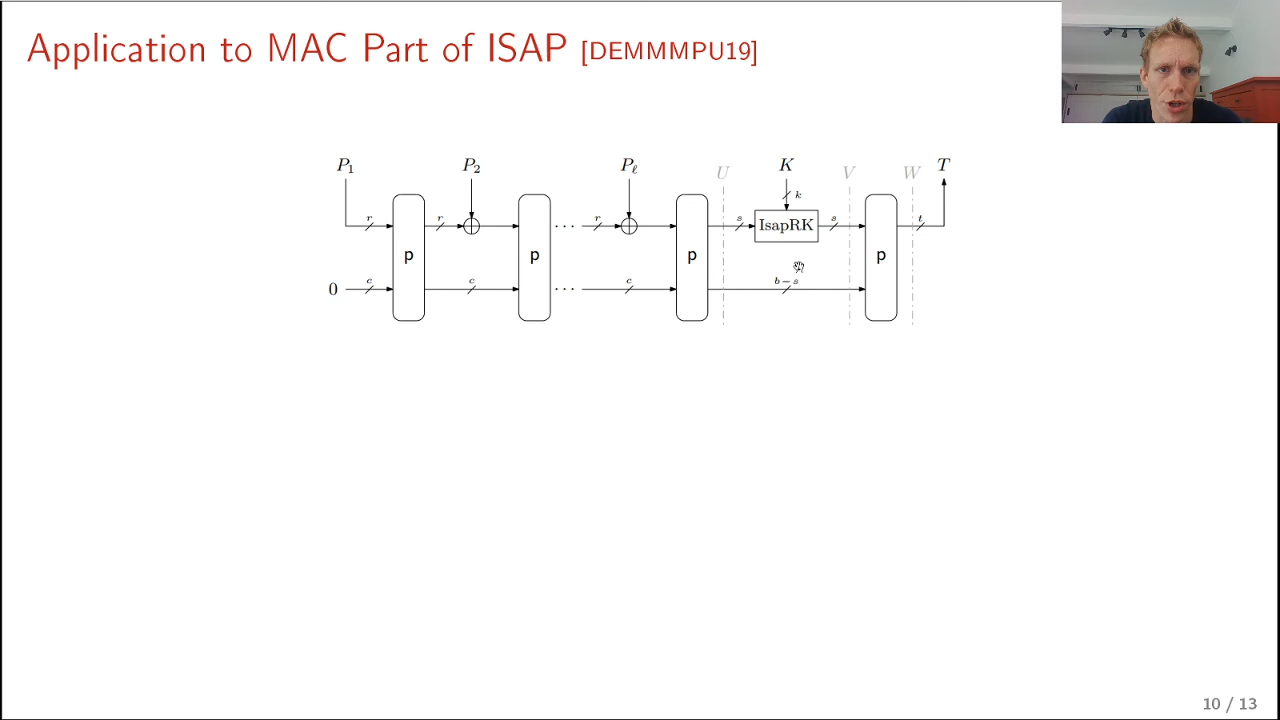 Application to MAC Part of ISAP [DEMMMPU19]
P₁ P₂ Pℓ U K V W T
k
r r r s s t
IsapRK
p p ··· p p
0 c c ··· c b − s
10 / 13